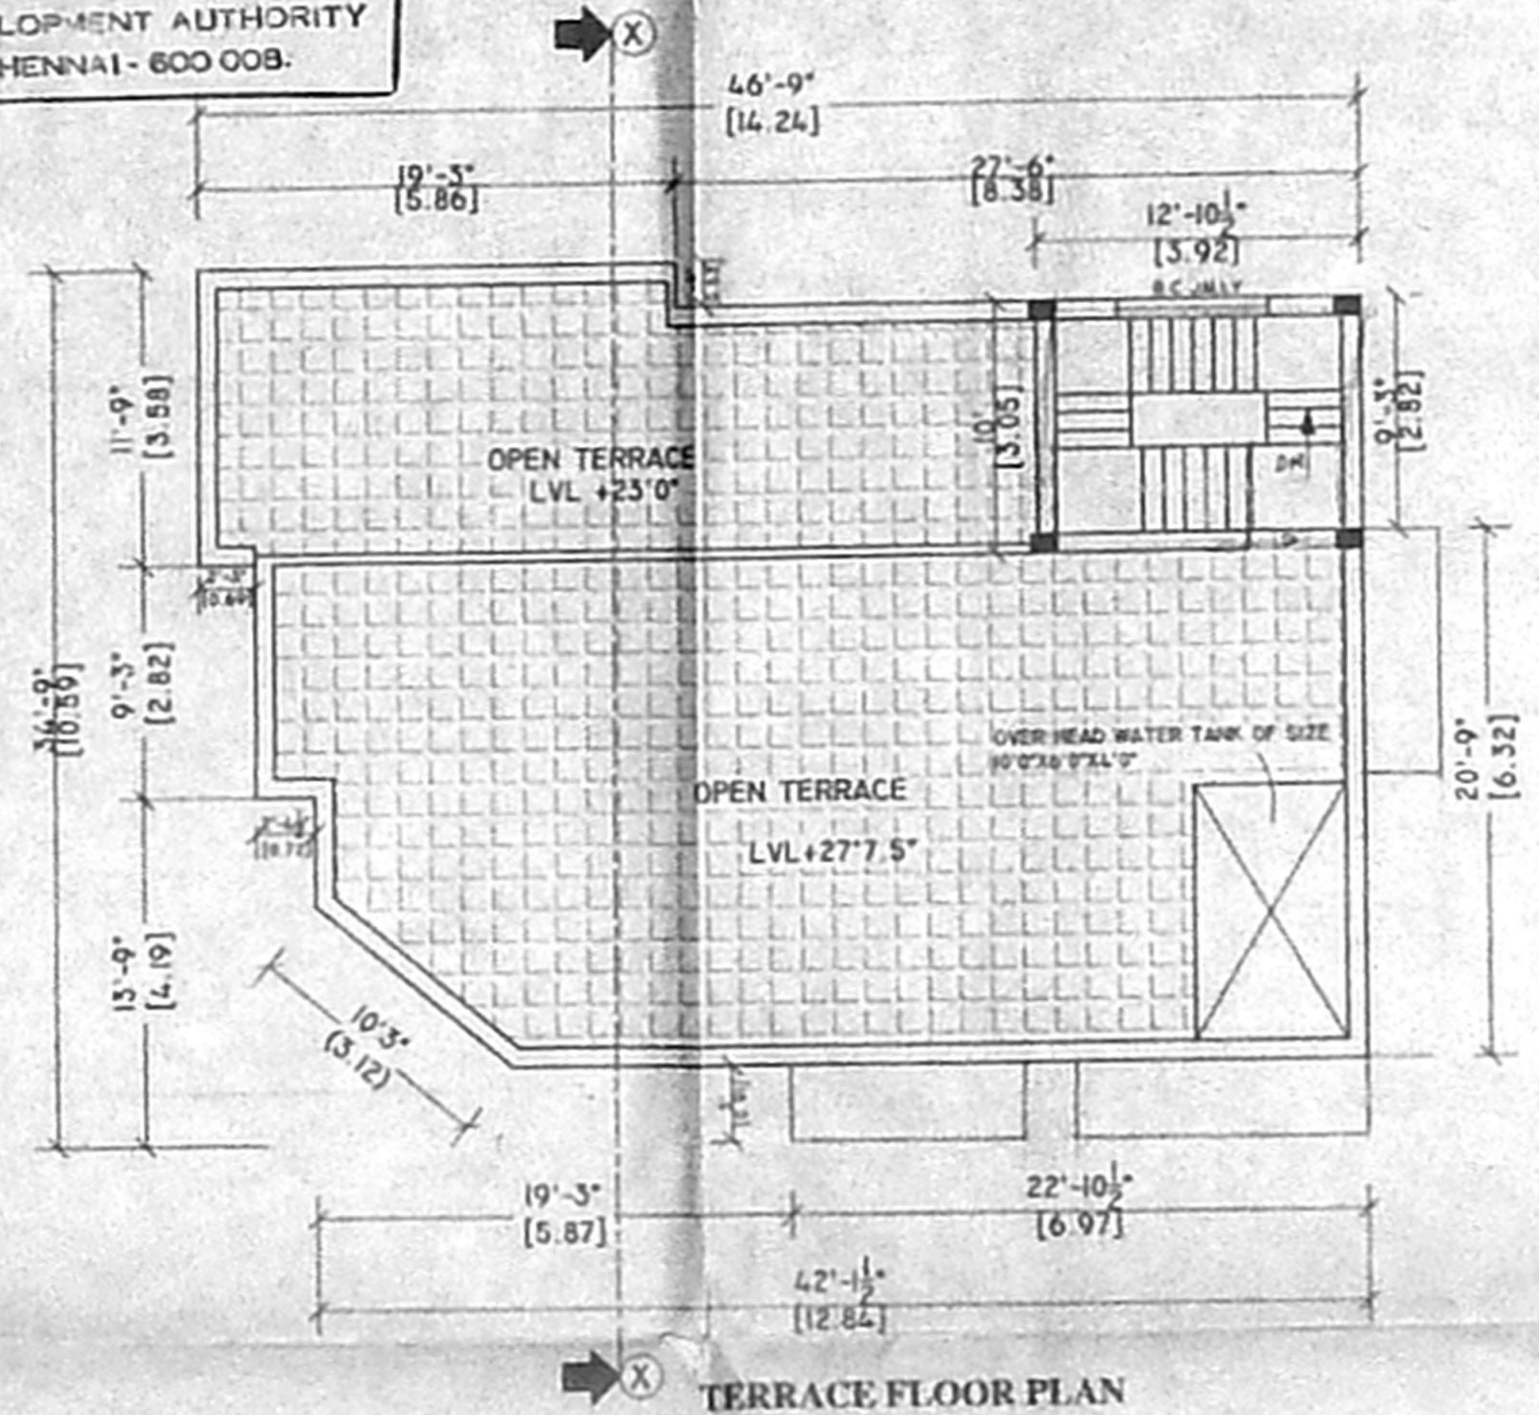 LOPMENT AUTHORITY
HENNAI - 600 008.
X
46'-9"
[14.24]
19'-3"
[5.86]
27'-6"
[8.38]
12'-10½"
[3.92]
11'-9"
[3.58]
OPEN TERRACE
LVL +23'0"
10'
[3.05]
DN
9'-3"
[2.82]
34'-9"
[10.59]
9'-3"
[2.82]
OVER HEAD WATER TANK OF SIZE
OPEN TERRACE
LVL+27'7.5"
20'-9"
[6.32]
13'-9"
[4.19]
10'3"
(3.12)
19'-3"
[5.87]
22'-10½"
[6.97]
42'-1½"
[12.84]
X
TERRACE FLOOR PLAN